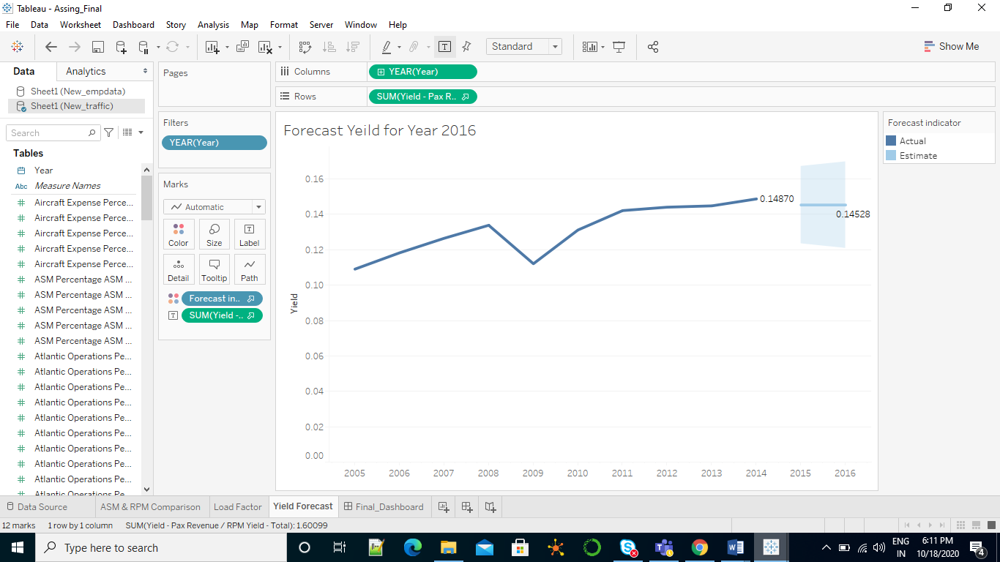 Tableau - Assing_Final
File Data Worksheet Dashboard Story Analysis Map Format Server Window Help
Standard
Show Me
Data Analytics
Sheet1 (New_empdata)
Sheet1 (New_traffic)
Search
Tables
Year
Abc Measure Names
Aircraft Expense Perce...
Aircraft Expense Perce...
Aircraft Expense Perce...
Aircraft Expense Perce...
Aircraft Expense Perce...
ASM Percentage ASM ...
ASM Percentage ASM ...
ASM Percentage ASM ...
ASM Percentage ASM ...
ASM Percentage ASM ...
Atlantic Operations Pe...
Atlantic Operations Pe...
Atlantic Operations Pe...
Atlantic Operations Pe...
Atlantic Operations Pe...
Atlantic Operations Pe...
Atlantic Operations Pe...
Atlantic Operations Pe...
Atlantic Operations Pe...
Atlantic Operations Pe...
Pages
Filters
YEAR(Year)
Marks
Automatic
Color Size Label
Detail Tooltip Path
Forecast in..
T SUM(Yield -..
Columns YEAR(Year)
Rows SUM(Yield - Pax R..
Forecast Yeild for Year 2016
Yield
0.16
0.14
0.12
0.10
0.08
0.06
0.04
0.02
0.00
0.14870
0.14528
2005 2006 2007 2008 2009 2010 2011 2012 2013 2014 2015 2016
Forecast indicator
Actual
Estimate
Data Source ASM & RPM Comparison Load Factor Yield Forecast Final_Dashboard
12 marks 1 row by 1 column SUM(Yield - Pax Revenue / RPM Yield - Total): 1.60099
Type here to search
ENG
IN
6:11 PM
10/18/2020
4